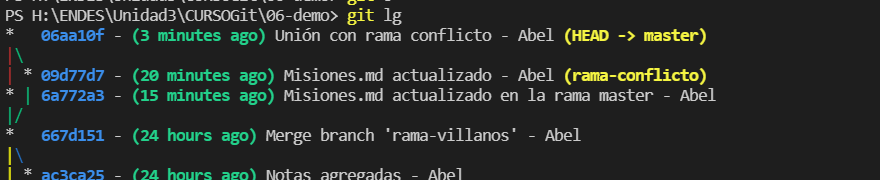 PS H:\ENDES\Unidad3\CURSOGit\06-demo> git lg
*   06aa10f - (3 minutes ago) Unión con rama conflicto - Abel (HEAD -> master)
|\
| * 09d77d7 - (20 minutes ago) Misiones.md actualizado - Abel (rama-conflicto)
* | 6a772a3 - (15 minutes ago) Misiones.md actualizado en la rama master - Abel
|/
*   667d151 - (24 hours ago) Merge branch 'rama-villanos' - Abel
|\
| * ac3ca25 - (24 hours ago) Notas agregadas - Abel